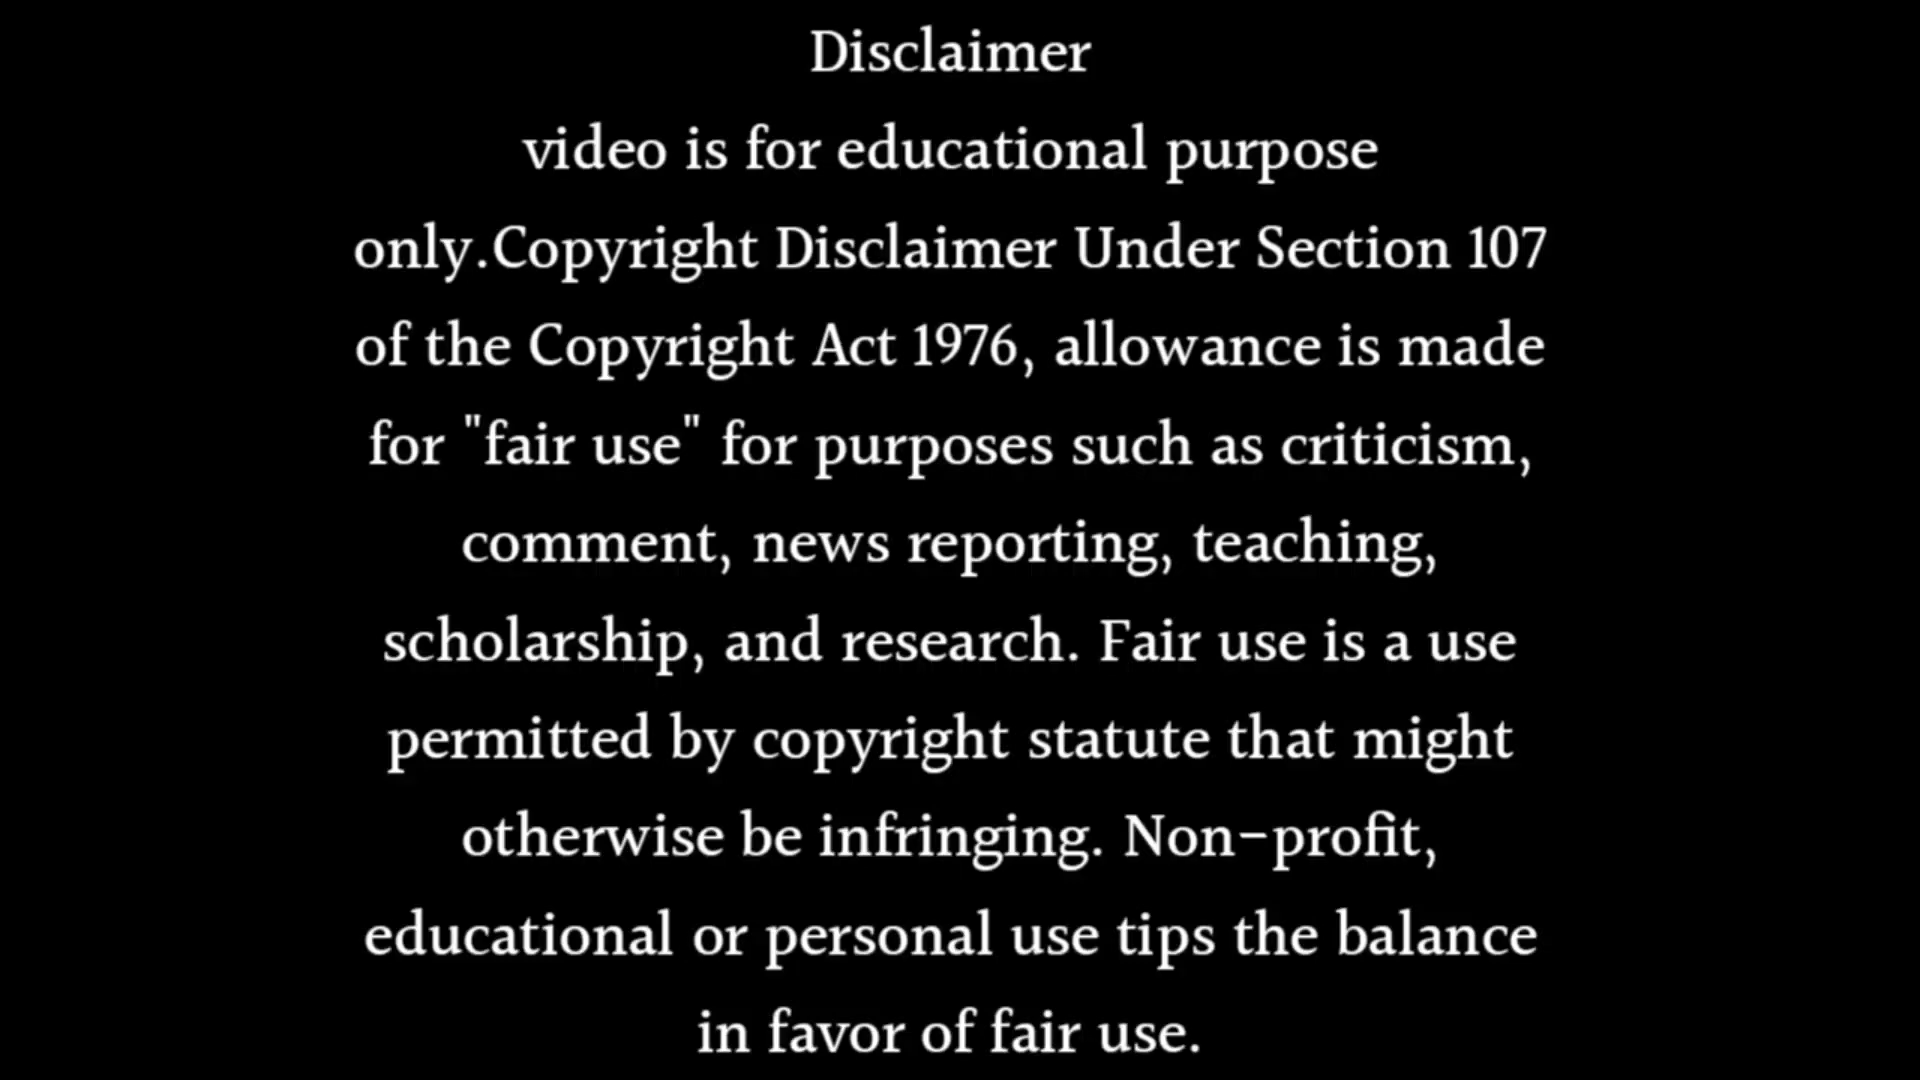 Disclaimer
video is for educational purpose
only.Copyright Disclaimer Under Section 107
of the Copyright Act 1976, allowance is made
for "fair use" for purposes such as criticism,
comment, news reporting, teaching,
scholarship, and research. Fair use is a use
permitted by copyright statute that might
otherwise be infringing. Non-profit,
educational or personal use tips the balance
in favor of fair use.